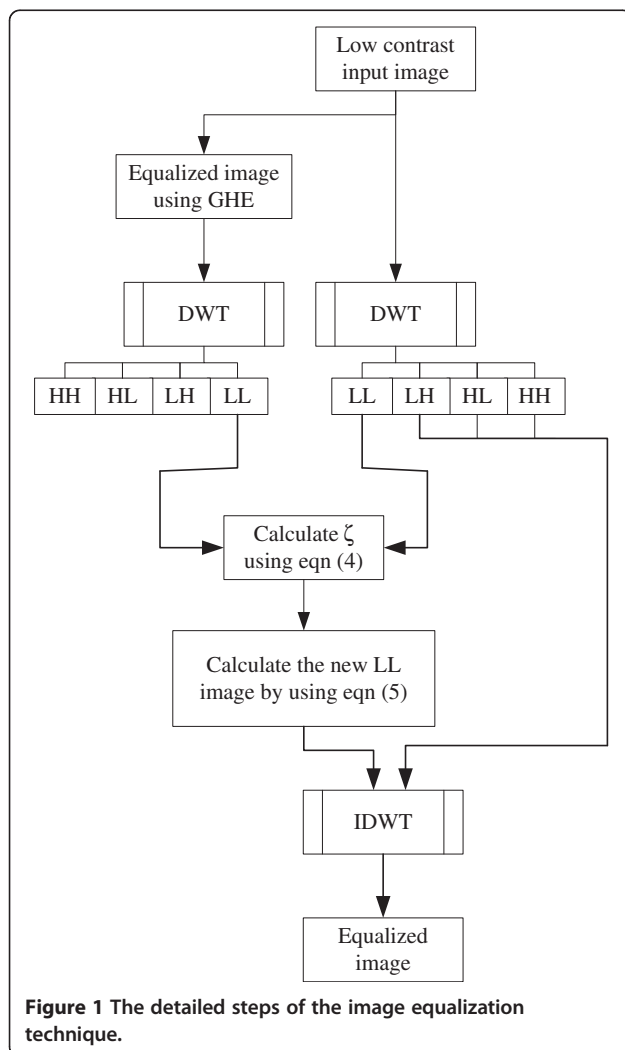 Low contrast
input image
Equalized image
using GHE
DWT
DWT
HH HL LH LL
LL LH HL HH
Calculate ζ
using eqn (4)
Calculate the new LL
image by using eqn (5)
IDWT
Equalized
image
Figure 1 The detailed steps of the image equalization
technique.